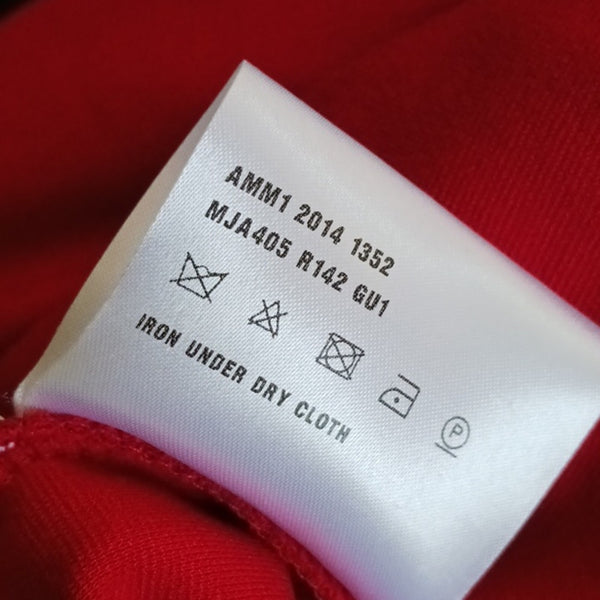 AMM1 2014 1352
MJA405 R142 GU1
P
IRON UNDER DRY CLOTH